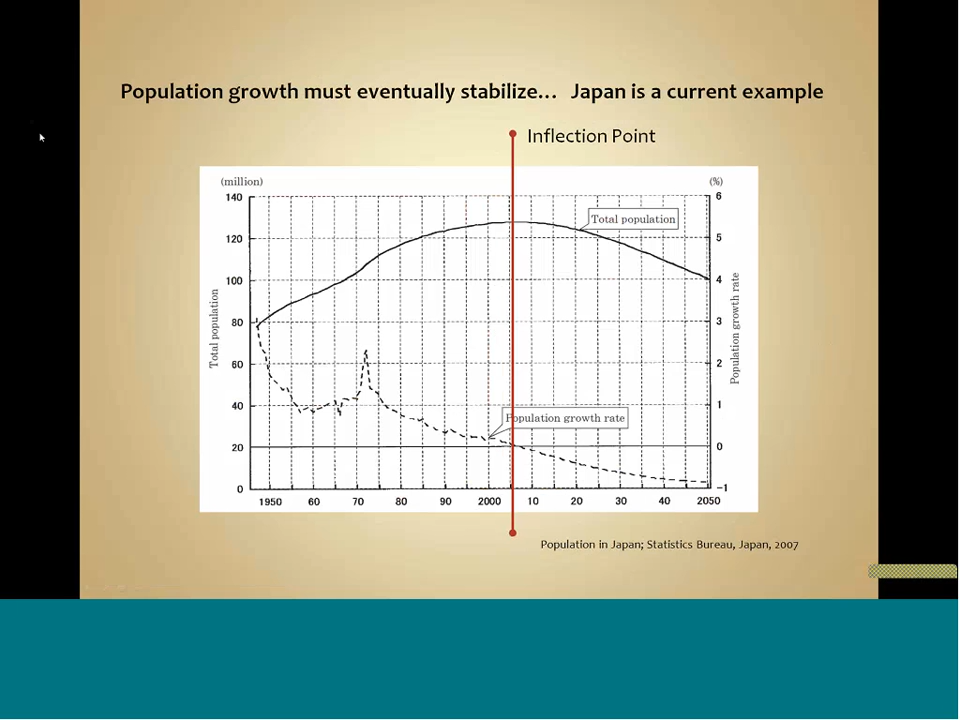 Population growth must eventually stabilize… Japan is a current example
Inflection Point
(million)
(%)
140
120
100
80
60
40
20
0
Total population
6
5
4
3
2
1
0
−1
Population growth rate
Total population
Population growth rate
1950 60 70 80 90 2000 10 20 30 40 2050
Population in Japan; Statistics Bureau, Japan, 2007